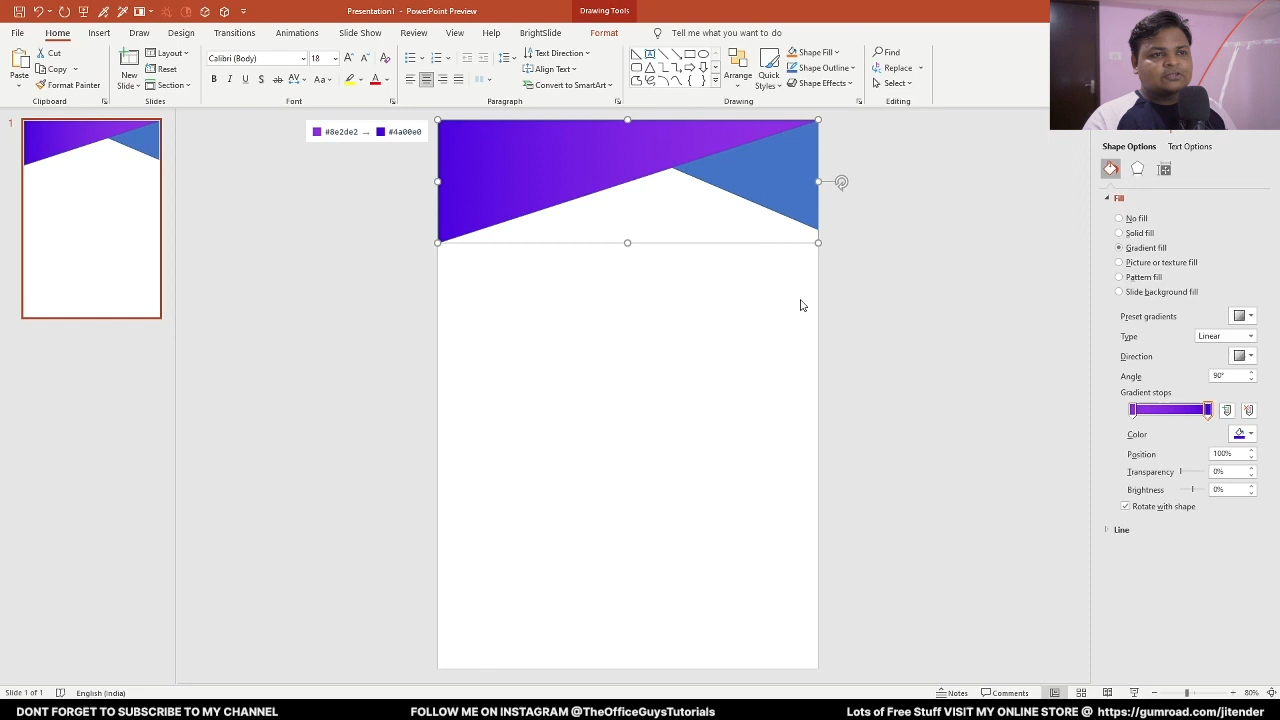 Presentation1 - PowerPoint Preview
Drawing Tools
File Home Insert Draw Design Transitions Animations Slide Show Review View Help BrightSlide Format Tell me what you want to do
Paste
Cut
Copy
Format Painter
Clipboard
New
Slide
Layout
Reset
Section
Slides
Calibri (Body) 18
B I U S ab AV Aa A
Font
Text Direction
Align Text
Convert to SmartArt
Paragraph
Arrange
Quick
Styles
Shape Fill
Shape Outline
Shape Effects
Drawing
Find
Replace
Select
Editing
1
#8e2de2 → #4a00e0
Shape Options Text Options
Fill
No fill
Solid fill
Gradient fill
Picture or texture fill
Pattern fill
Slide background fill
Preset gradients
Type Linear
Direction
Angle 90°
Gradient stops
Color
Position 100%
Transparency 0%
Brightness 0%
Rotate with shape
Line
Slide 1 of 1 English (India) Notes Comments 80%
DONT FORGET TO SUBSCRIBE TO MY CHANNEL FOLLOW ME ON INSTAGRAM @TheOfficeGuysTutorials Lots of Free Stuff VISIT MY ONLINE STORE @ https://gumroad.com/jitender